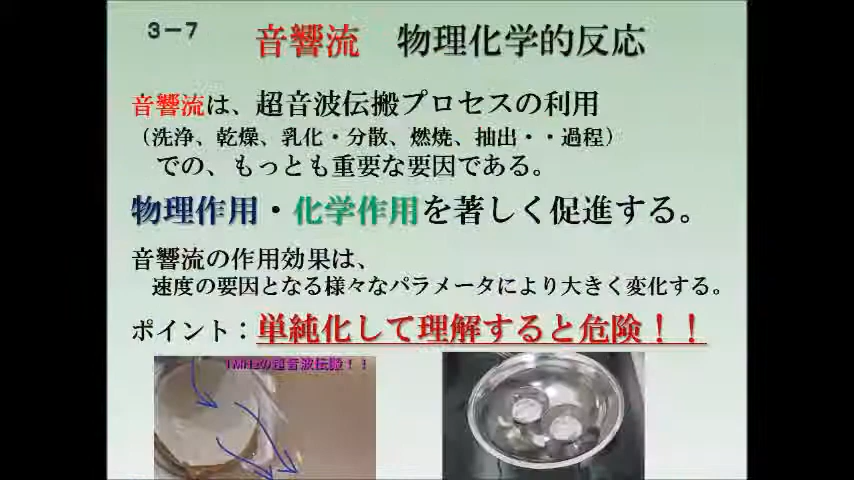 3-7
音響流 物理化学的反応
音響流は、超音波伝搬プロセスの利用
（洗浄、乾燥、乳化・分散、燃焼、抽出・・過程）
での、もっとも重要な要因である。
物理作用・化学作用を著しく促進する。
音響流の作用効果は、
速度の要因となる様々なパラメータにより大きく変化する。
ポイント：単純化して理解すると危険！！
1MHzの超音波伝搬！！